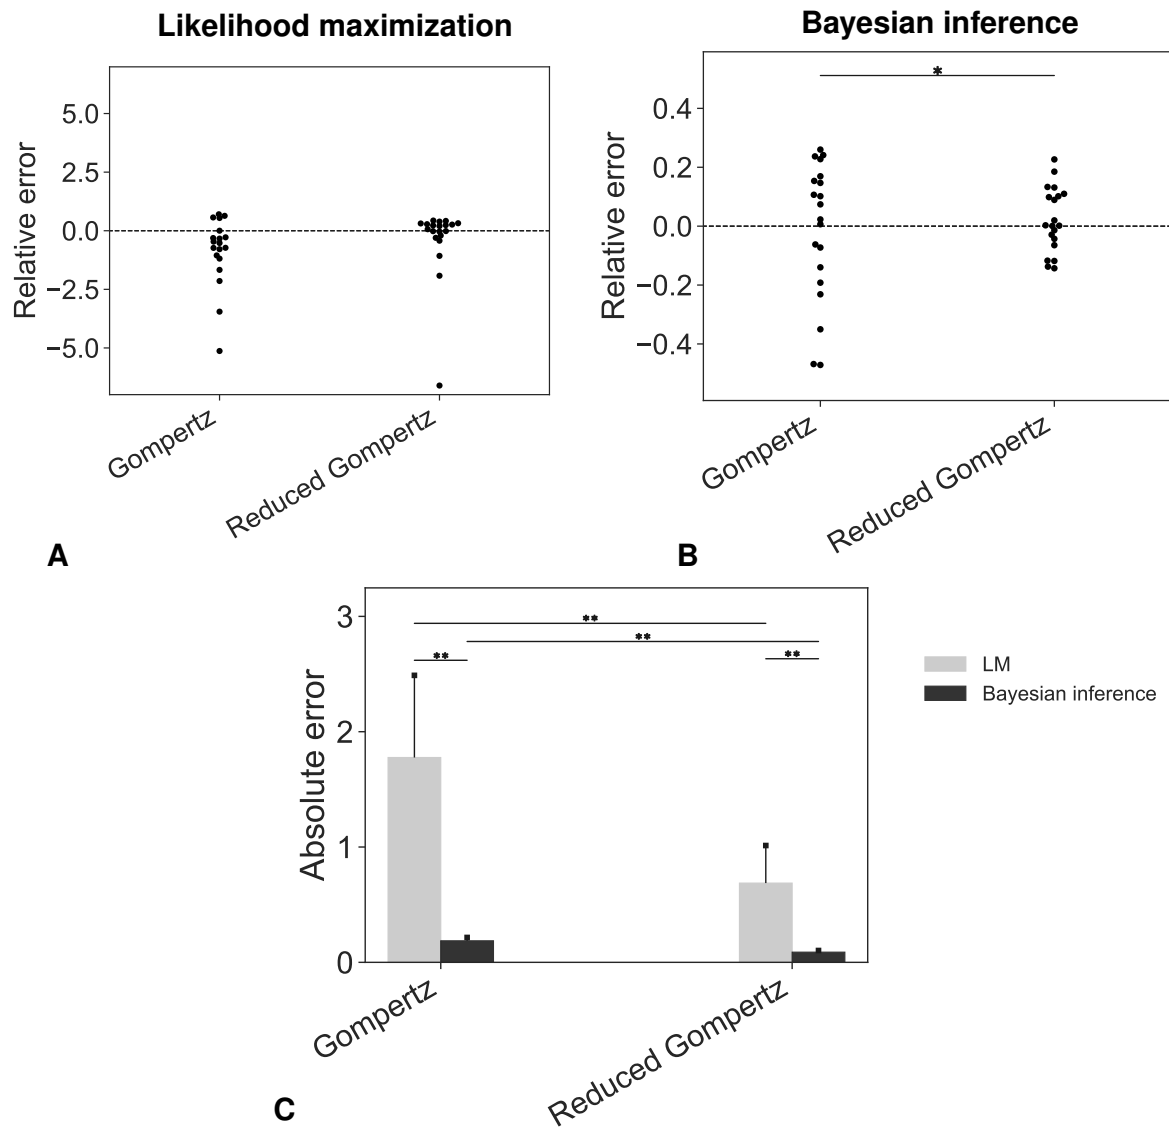 Likelihood maximization
Relative error
5.0
2.5
0.0
−2.5
−5.0
Gompertz
Reduced Gompertz
A
Bayesian inference
*
Relative error
0.4
0.2
0.0
−0.2
−0.4
Gompertz
Reduced Gompertz
B
Absolute error
3
2
1
0
**
**
**
**
Gompertz
Reduced Gompertz
LM
Bayesian inference
C